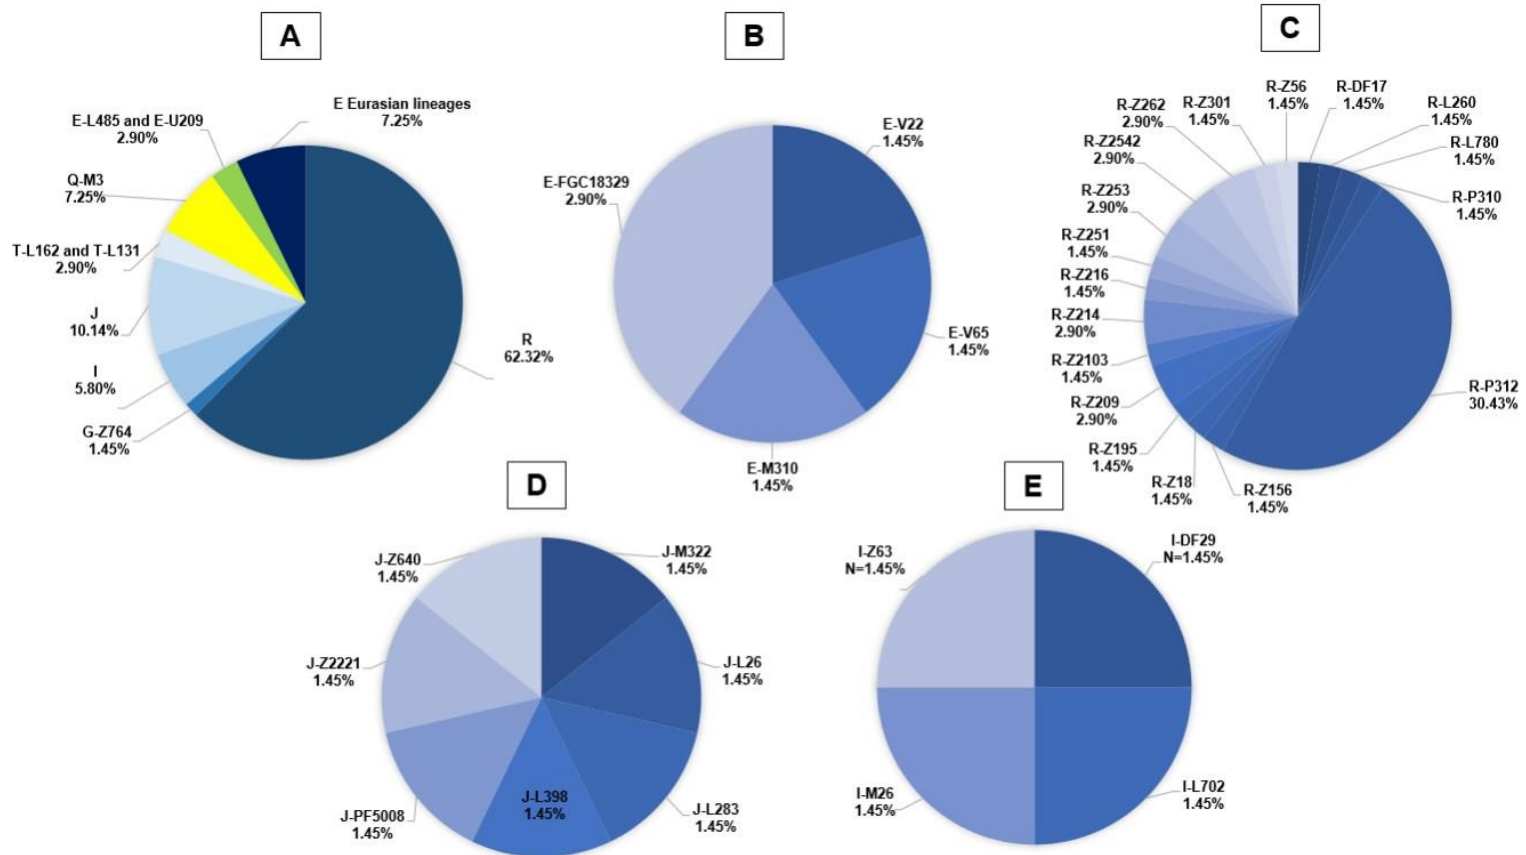 A
E Eurasian lineages
7.25%
E-L485 and E-U209
2.90%
Q-M3
7.25%
T-L162 and T-L131
2.90%
J
10.14%
I
5.80%
G-Z764
1.45%
R
62.32%
B
E-V22
1.45%
E-FGC18329
2.90%
E-V65
1.45%
E-M310
1.45%
C
R-Z56
1.45%
R-DF17
1.45%
R-Z301
1.45%
R-L260
1.45%
R-Z262
2.90%
R-L780
1.45%
R-Z2542
2.90%
R-P310
1.45%
R-Z253
2.90%
R-Z251
1.45%
R-Z216
1.45%
R-Z214
2.90%
R-Z2103
1.45%
R-P312
30.43%
R-Z209
2.90%
R-Z195
1.45%
R-Z18
1.45%
R-Z156
1.45%
D
J-Z640
1.45%
J-M322
1.45%
J-Z2221
1.45%
J-L26
1.45%
J-L398
1.45%
J-PF5008
1.45%
J-L283
1.45%
E
I-Z63
N=1.45%
I-DF29
N=1.45%
I-M26
1.45%
I-L702
1.45%